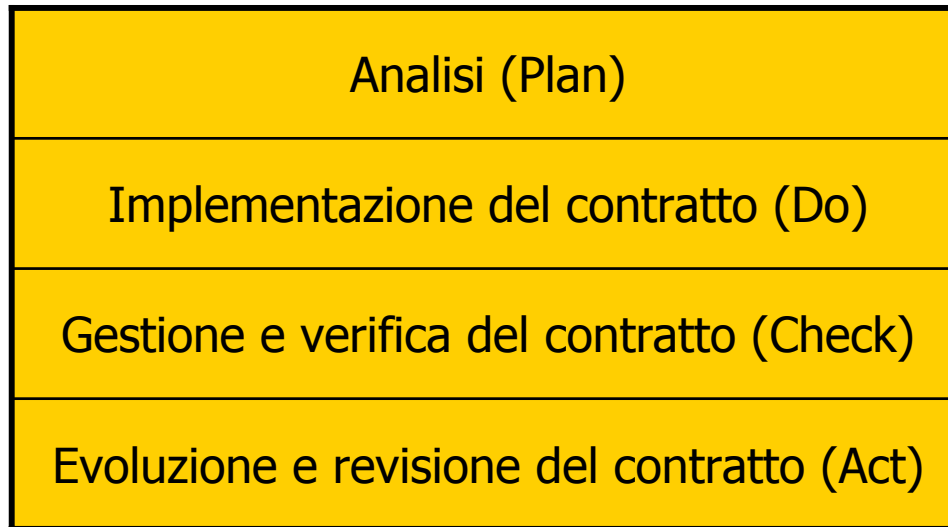 Analisi (Plan)
Implementazione del contratto (Do)
Gestione e verifica del contratto (Check)
Evoluzione e revisione del contratto (Act)